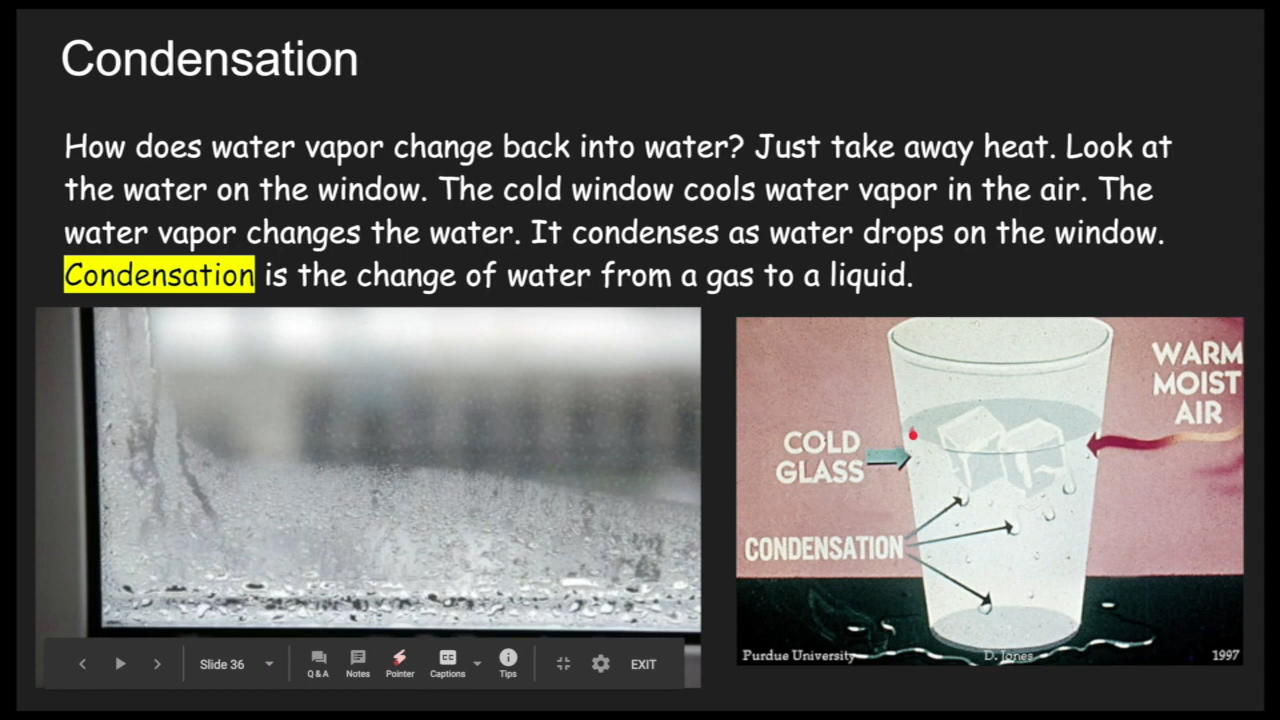 Condensation
How does water vapor change back into water? Just take away heat. Look at
the water on the window. The cold window cools water vapor in the air. The
water vapor changes the water. It condenses as water drops on the window.
Condensation is the change of water from a gas to a liquid.
WARM
MOIST
AIR
COLD
GLASS
CONDENSATION
Purdue University
D. Jones
1997
Slide 36
Q&A
Notes
Pointer
CC
Captions
Tips
EXIT